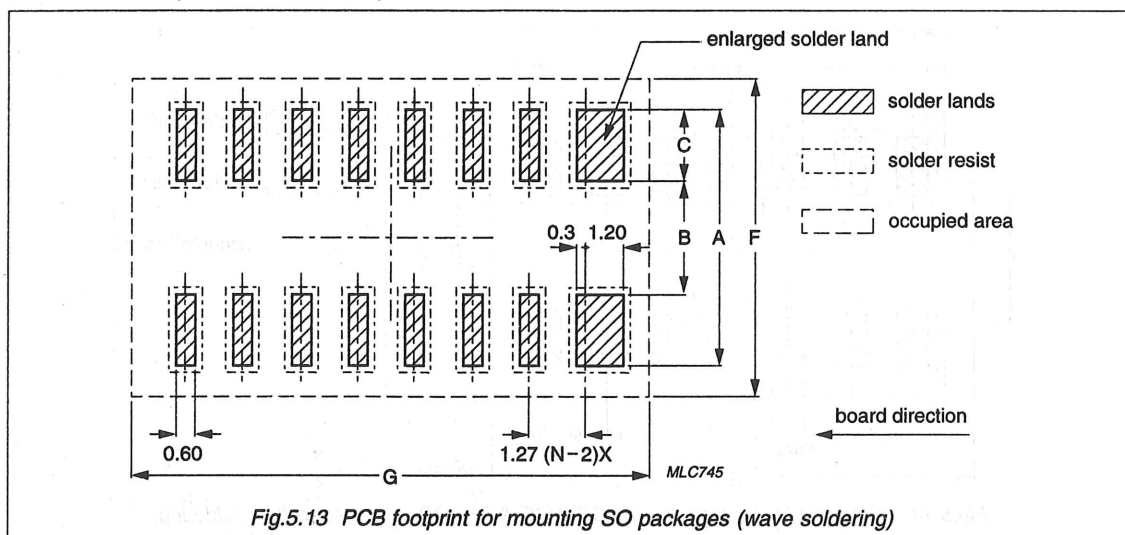 enlarged solder land
solder lands
solder resist
occupied area
C
B
A
F
0.3 1.20
board direction
0.60
1.27 (N−2)X
G
MLC745
Fig.5.13 PCB footprint for mounting SO packages (wave soldering)